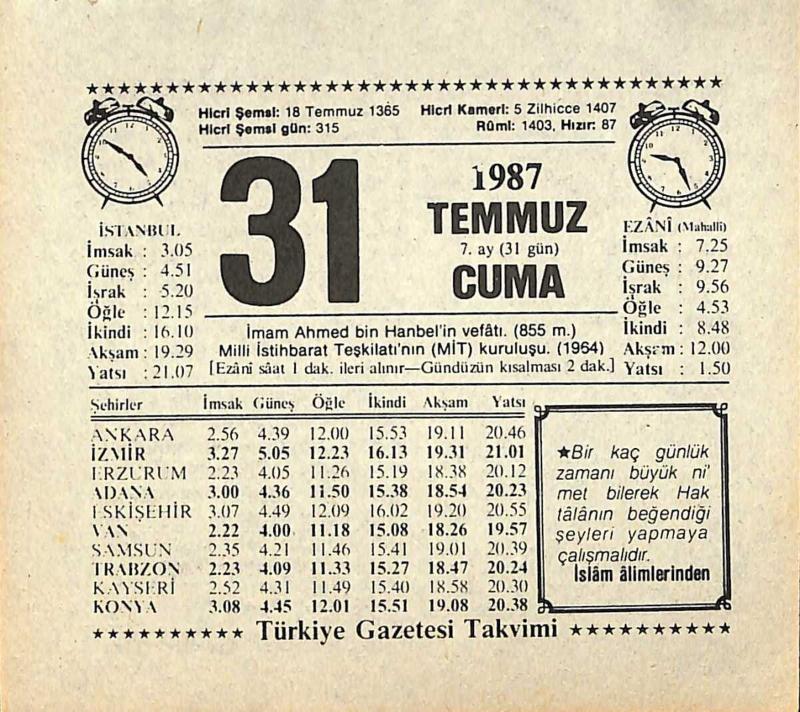 Hicrî Şemsî: 18 Temmuz 1365 Hicrî Kamerî: 5 Zilhicce 1407
Hicrî Şemsî gün: 315 Rûmî: 1403, Hızır: 87
31
1987
TEMMUZ
7. ay (31 gün)
CUMA
İSTANBUL
İmsak : 3.05
Güneş : 4.51
İşrak : 5.20
Öğle : 12.15
İkindi : 16.10
Akşam : 19.29
Yatsı : 21.07
EZÂNÎ (Mahallî)
İmsak : 7.25
Güneş : 9.27
İşrak : 9.56
Öğle : 4.53
İkindi : 8.48
Akşam : 12.00
Yatsı : 1.50
İmam Ahmed bin Hanbel'in vefâtı. (855 m.)
Milli İstihbarat Teşkilatı'nın (MİT) kuruluşu. (1964)
[Ezânî sâat 1 dak. ileri alınır—Gündüzün kısalması 2 dak.]
Şehirler İmsak Güneş Öğle İkindi Akşam Yatsı
ANKARA 2.56 4.39 12.00 15.53 19.11 20.46
İZMİR 3.27 5.05 12.23 16.13 19.31 21.01
ERZURUM 2.23 4.05 11.26 15.19 18.38 20.12
ADANA 3.00 4.36 11.50 15.38 18.54 20.23
ESKİŞEHİR 3.07 4.49 12.09 16.02 19.20 20.55
VAN 2.22 4.00 11.18 15.08 18.26 19.57
SAMSUN 2.35 4.21 11.46 15.41 19.01 20.39
TRABZON 2.23 4.09 11.33 15.27 18.47 20.24
KAYSERİ 2.52 4.31 11.49 15.40 18.58 20.30
KONYA 3.08 4.45 12.01 15.51 19.08 20.38
★Bir kaç günlük
zamanı büyük ni'
met bilerek Hak
tâlânın beğendiği
şeyleri yapmaya
çalışmalıdır.
İslâm âlimlerinden
★★★★★★★★★★ Türkiye Gazetesi Takvimi ★★★★★★★★★★